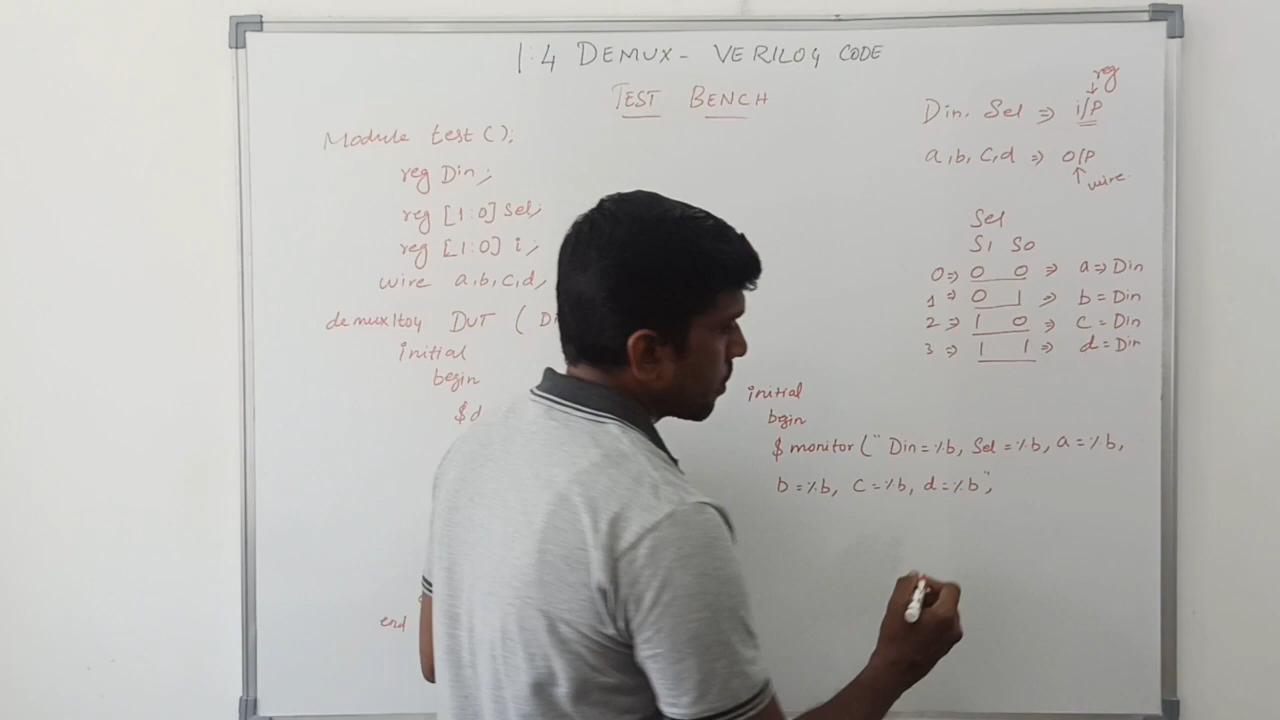 1:4 DEMUX - VERILOG CODE
TEST BENCH
Module test ();
reg Din;
reg [1:0] Sel;
reg [1:0] i;
wire a,b,c,d,
demux1to4 DUT ( D
initial
begin
$d
end
reg
Din, Sel => i/P
a,b,c,d => O/P
wire
Sel
S1 S0
0 => 0 0 => a => Din
1 => 0 1 => b = Din
2 => 1 0 => c = Din
3 => 1 1 => d = Din
initial
begin
$monitor (" Din = %b, Sel = %b, a = %b,
b = %b, c = %b, d = %b",